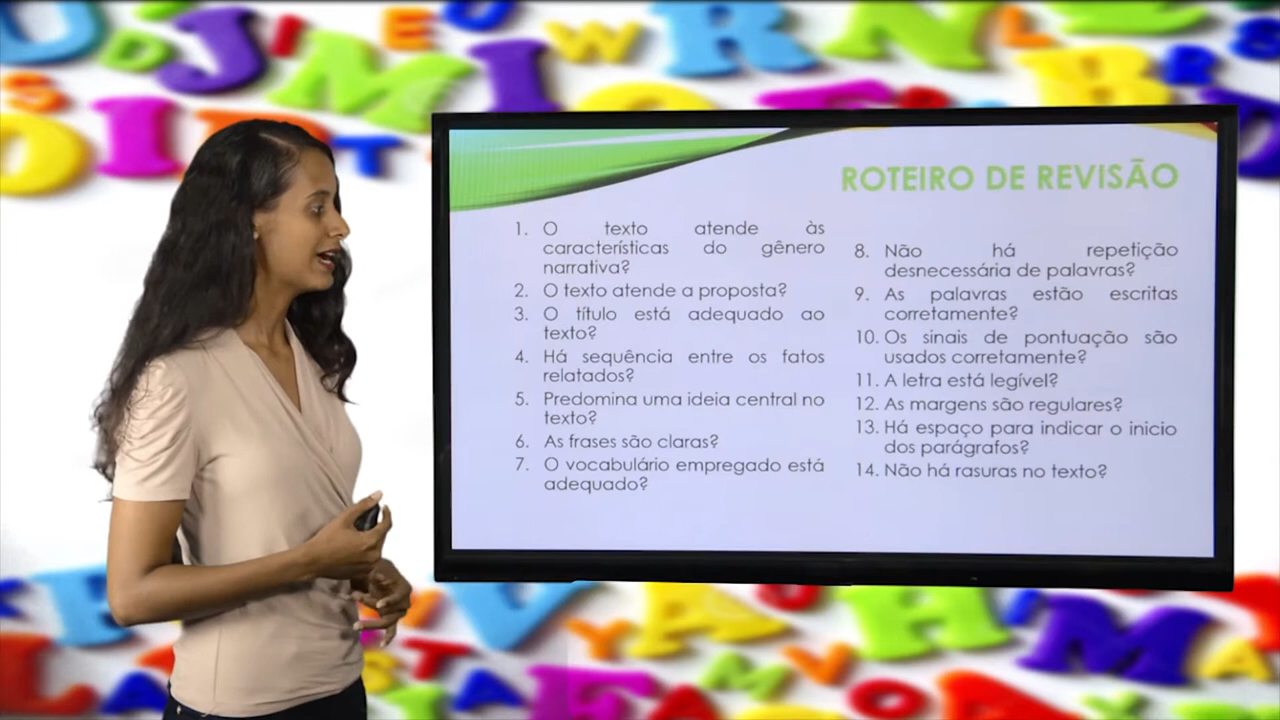 ROTEIRO DE REVISÃO
1. O texto atende às
características do gênero
narrativa?
2. O texto atende a proposta?
3. O título está adequado ao
texto?
4. Há sequência entre os fatos
relatados?
5. Predomina uma ideia central no
texto?
6. As frases são claras?
7. O vocabulário empregado está
adequado?
8. Não há repetição
desnecessária de palavras?
9. As palavras estão escritas
corretamente?
10. Os sinais de pontuação são
usados corretamente?
11. A letra está legível?
12. As margens são regulares?
13. Há espaço para indicar o inicio
dos parágrafos?
14. Não há rasuras no texto?